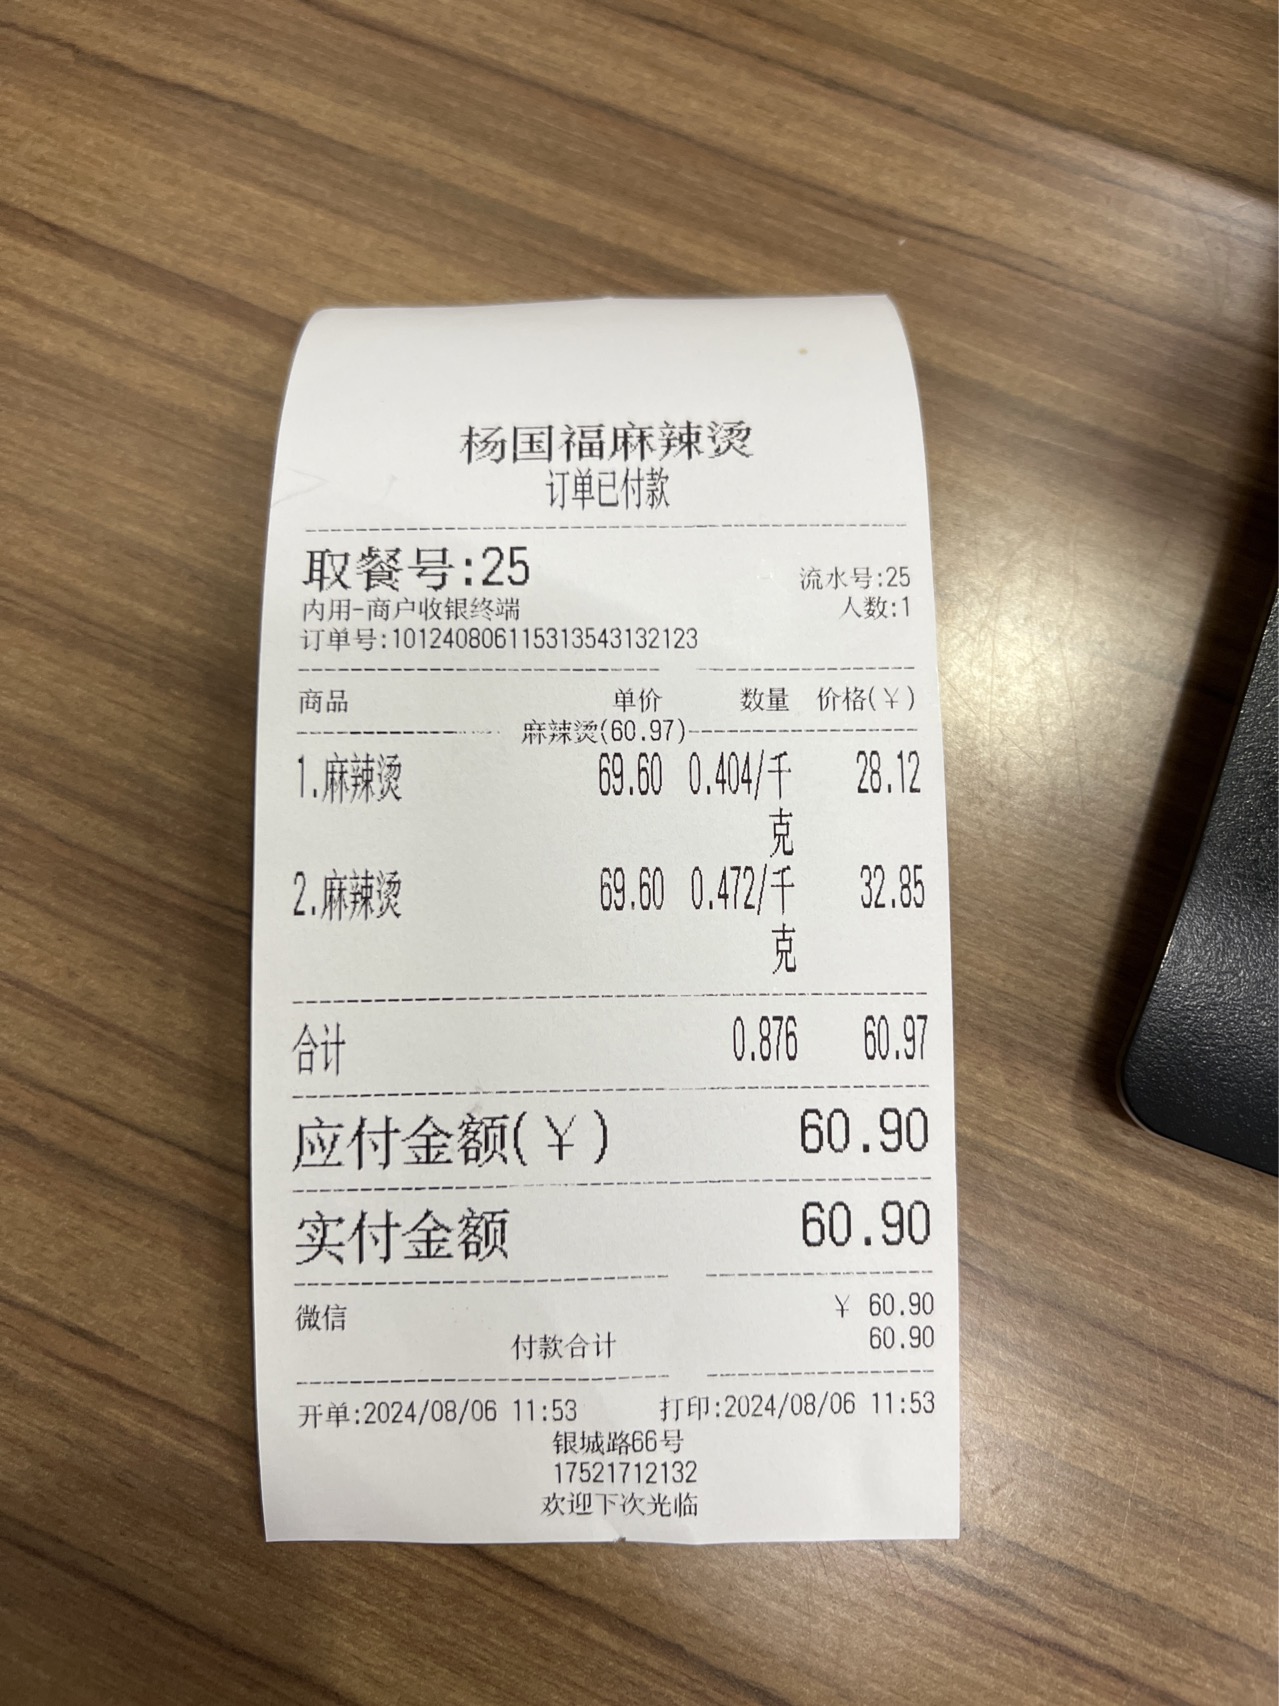 杨国福麻辣烫
订单已付款
取餐号:25 流水号:25
内用-商户收银终端 人数:1
订单号:101240806115313543132123
商品 单价 数量 价格(¥)
麻辣烫(60.97)
1.麻辣烫 69.60 0.404/千 28.12
克
2.麻辣烫 69.60 0.472/千 32.85
克
合计 0.876 60.97
应付金额(¥) 60.90
实付金额 60.90
微信 ¥ 60.90
付款合计 60.90
开单:2024/08/06 11:53 打印:2024/08/06 11:53
银城路66号
17521712132
欢迎下次光临